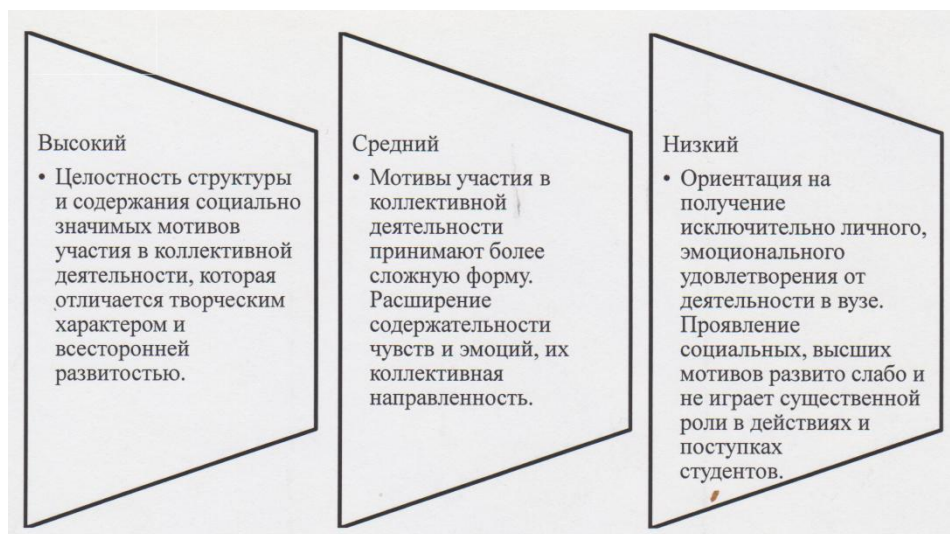 Высокий
• Целостность структуры
и содержания социально
значимых мотивов
участия в коллективной
деятельности, которая
отличается творческим
характером и
всесторонней
развитостью.
Средний
• Мотивы участия в
коллективной
деятельности
принимают более
сложную форму.
Расширение
содержательности
чувств и эмоций, их
коллективная
направленность.
Низкий
• Ориентация на
получение
исключительно личного,
эмоционального
удовлетворения от
деятельности в вузе.
Проявление
социальных, высших
мотивов развито слабо и
не играет существенной
роли в действиях и
поступках
студентов.